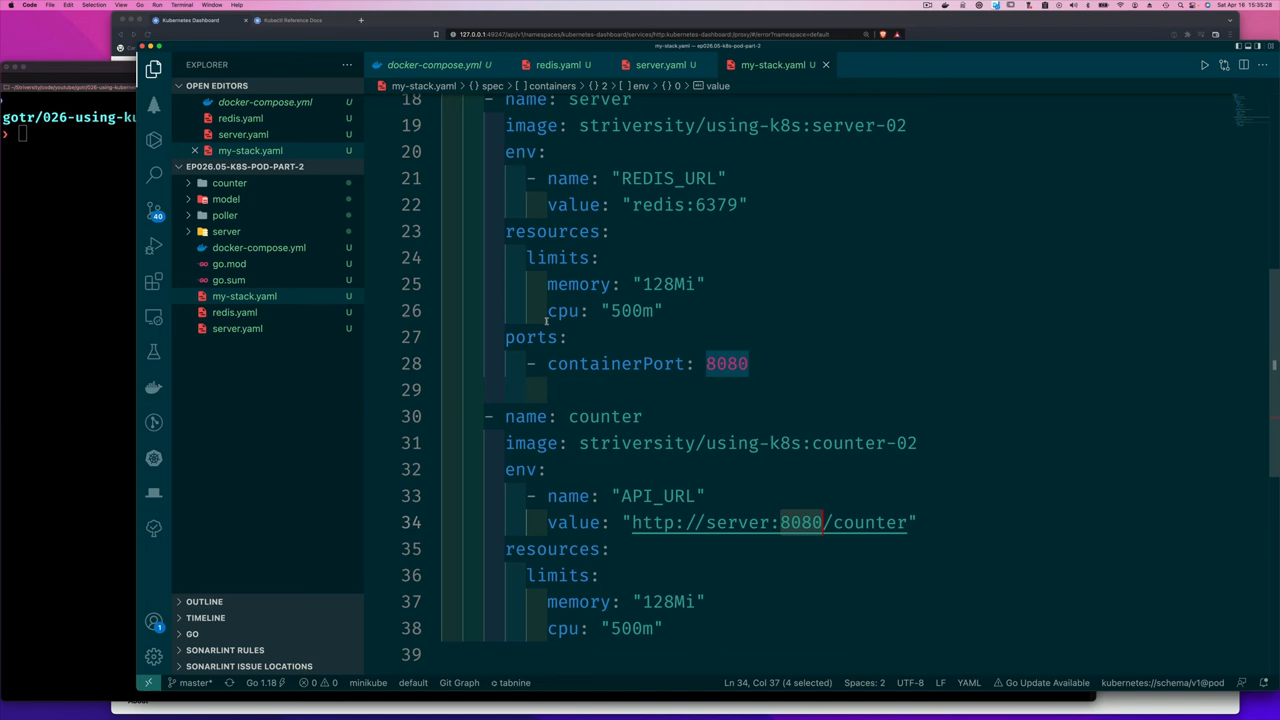 Code File Edit Selection View Go Run Terminal Window Help
Sat Apr 16 15:35:28
Kubernetes Dashboard
Kubectl Reference Docs
127.0.0.1:49247/api/v1/namespaces/kubernetes-dashboard/services/http:kubernetes-dashboard:/proxy/#/error?namespace=default
my-stack.yaml — ep026.05-k8s-pod-part-2
EXPLORER
docker-compose.yml U
redis.yaml U
server.yaml U
my-stack.yaml U
OPEN EDITORS
my-stack.yaml > {} spec > [ ] containers > {} 2 > [ ] env > {} 0 > value
docker-compose.yml U
redis.yaml U
server.yaml U
my-stack.yaml U
EP026.05-K8S-POD-PART-2
counter
model
poller
server
docker-compose.yml U
go.mod U
go.sum U
my-stack.yaml U
redis.yaml U
server.yaml U
OUTLINE
TIMELINE
GO
SONARLINT RULES
SONARLINT ISSUE LOCATIONS
gotr/026-using-ku
40
1
18 - name: server
19 image: striversity/using-k8s:server-02
20 env:
21 - name: "REDIS_URL"
22 value: "redis:6379"
23 resources:
24 limits:
25 memory: "128Mi"
26 cpu: "500m"
27 ports:
28 - containerPort: 8080
29
30 - name: counter
31 image: striversity/using-k8s:counter-02
32 env:
33 - name: "API_URL"
34 value: "http://server:8080/counter"
35 resources:
36 limits:
37 memory: "128Mi"
38 cpu: "500m"
39
master* Go 1.18 0 0 minikube default Git Graph tabnine Ln 34, Col 37 (4 selected) Spaces: 2 UTF-8 LF YAML Go Update Available kubernetes://schema/v1@pod
About